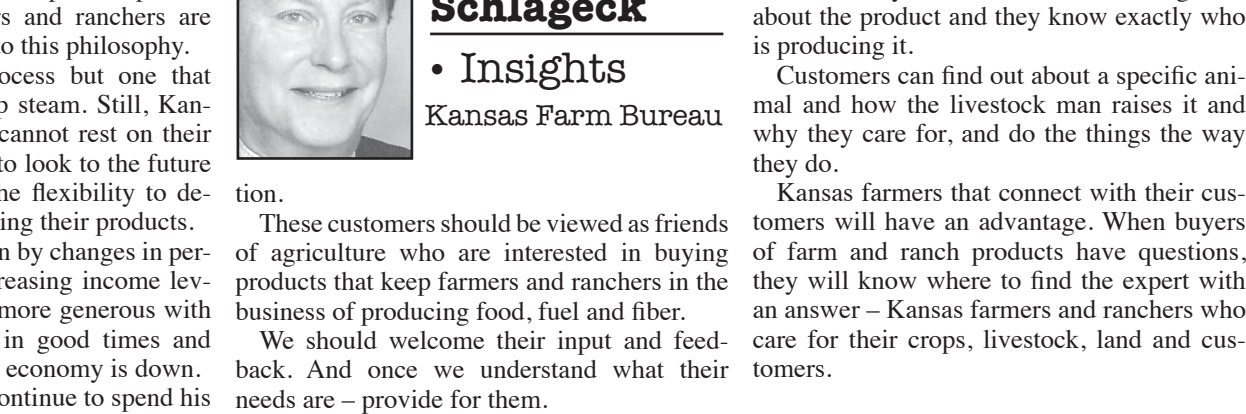 s and ranchers are
o this philosophy.
ocess but one that
p steam. Still, Kan-
cannot rest on their
to look to the future
he flexibility to de-
ing their products.
n by changes in per-
reasing income lev-
more generous with
in good times and
economy is down.
ontinue to spend his
Schlageck
• Insights
Kansas Farm Bureau
tion.
These customers should be viewed as friends
of agriculture who are interested in buying
products that keep farmers and ranchers in the
business of producing food, fuel and fiber.
We should welcome their input and feed-
back. And once we understand what their
needs are – provide for them.
about the product and they know exactly who
is producing it.
Customers can find out about a specific ani-
mal and how the livestock man raises it and
why they care for, and do the things the way
they do.
Kansas farmers that connect with their cus-
tomers will have an advantage. When buyers
of farm and ranch products have questions,
they will know where to find the expert with
an answer – Kansas farmers and ranchers who
care for their crops, livestock, land and cus-
tomers.